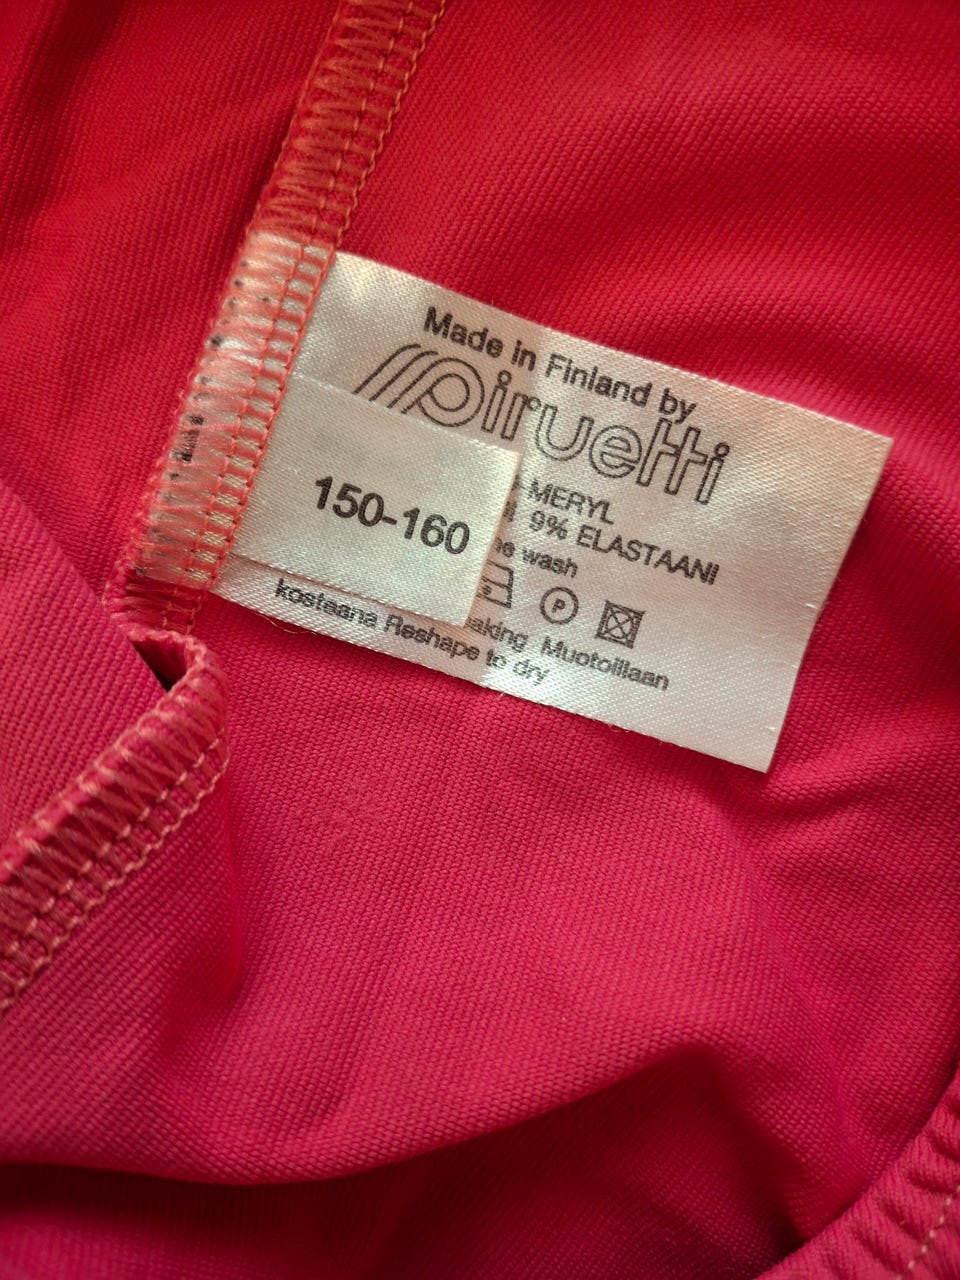 Made in Finland by
Piruetti
MERYL
9% ELASTAANI
wash
150-160
P
Muotoillaan
kosteana Reshape to dry